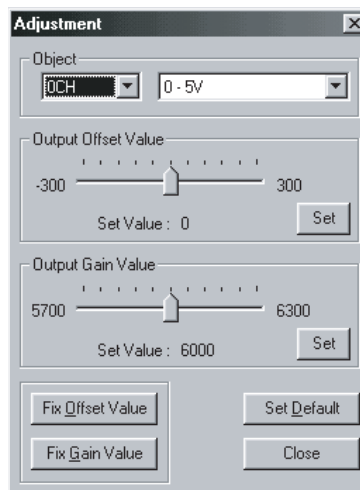 Adjustment
Object
0CH 0 - 5V
Output Offset Value
-300 300
Set Value : 0 Set
Output Gain Value
5700 6300
Set Value : 6000 Set
Fix Offset Value Set Default
Fix Gain Value Close